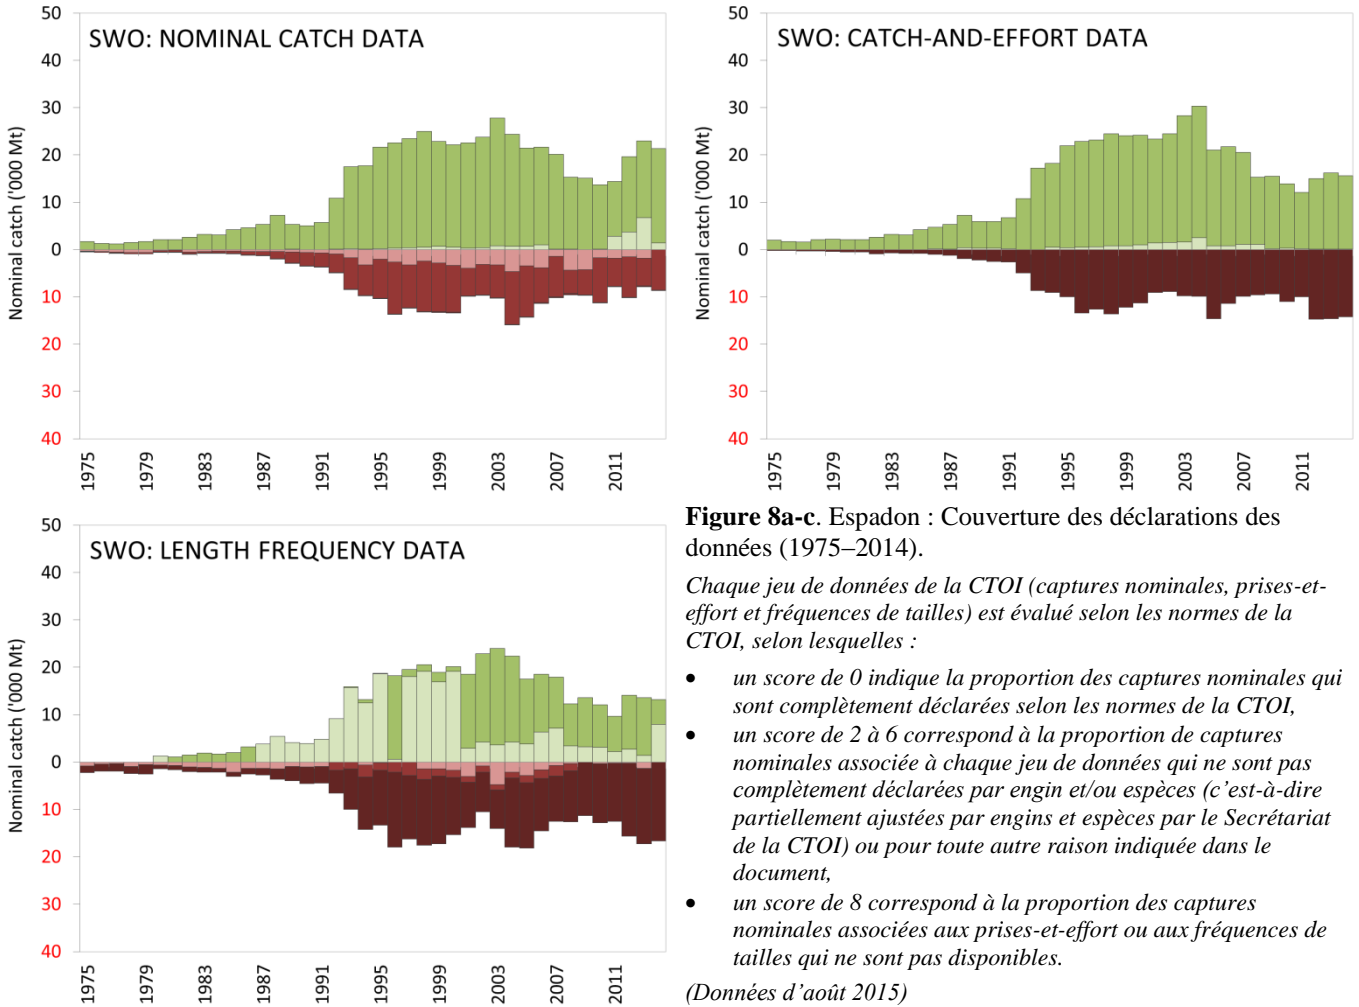 SWO: NOMINAL CATCH DATA
Nominal catch ('000 Mt)
50
40
30
20
10
0
10
20
30
40
1975
1979
1983
1987
1991
1995
1999
2003
2007
2011
SWO: CATCH-AND-EFFORT DATA
Nominal catch ('000 Mt)
50
40
30
20
10
0
10
20
30
40
1975
1979
1983
1987
1991
1995
1999
2003
2007
2011
SWO: LENGTH FREQUENCY DATA
Nominal catch ('000 Mt)
50
40
30
20
10
0
10
20
30
40
1975
1979
1983
1987
1991
1995
1999
2003
2007
2011
Figure 8a-c. Espadon : Couverture des déclarations des
données (1975–2014).
Chaque jeu de données de la CTOI (captures nominales, prises-et-
effort et fréquences de tailles) est évalué selon les normes de la
CTOI, selon lesquelles :
• un score de 0 indique la proportion des captures nominales qui
sont complètement déclarées selon les normes de la CTOI,
• un score de 2 à 6 correspond à la proportion de captures
nominales associée à chaque jeu de données qui ne sont pas
complètement déclarées par engin et/ou espèces (c'est-à-dire
partiellement ajustées par engins et espèces par le Secrétariat
de la CTOI) ou pour toute autre raison indiquée dans le
document,
• un score de 8 correspond à la proportion des captures
nominales associées aux prises-et-effort ou aux fréquences de
tailles qui ne sont pas disponibles.
(Données d'août 2015)